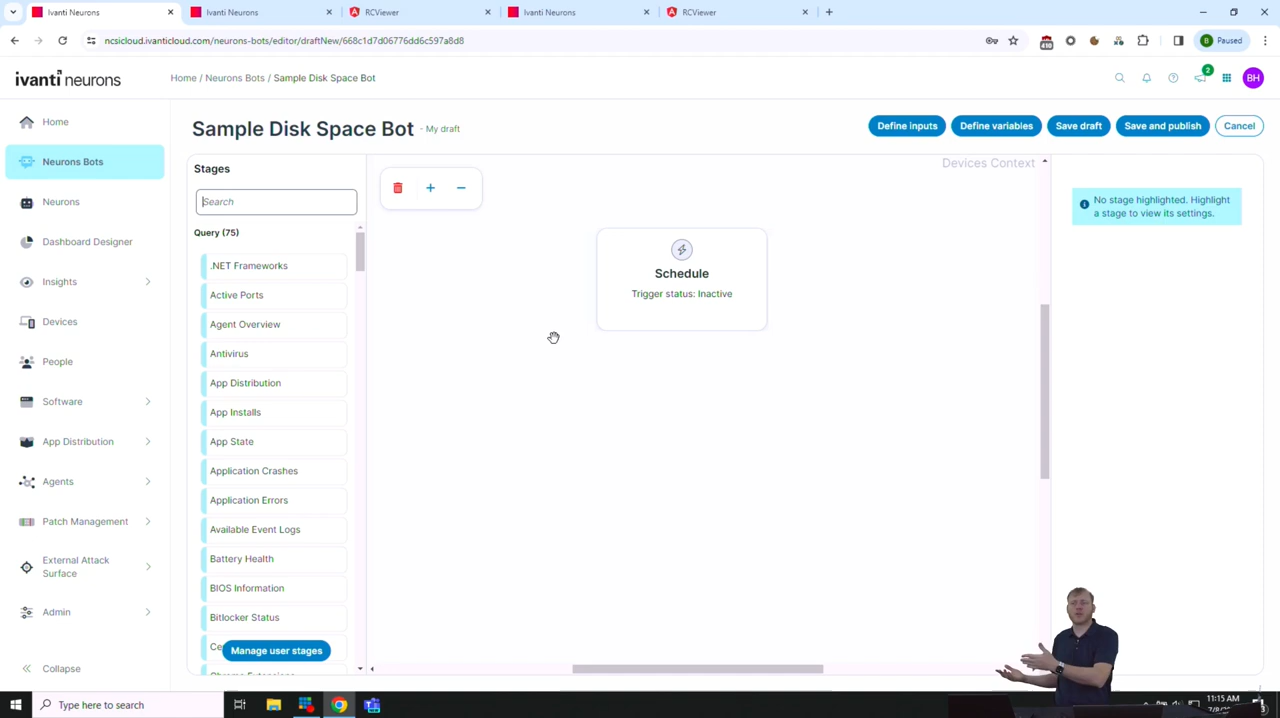 Ivanti Neurons
Ivanti Neurons
RCViewer
Ivanti Neurons
RCViewer
ncsicloud.ivanticloud.com/neurons-bots/editor/draftNew/668c1d7d06776dd6c597a8d8
410
B Paused
ivanti neurons
Home / Neurons Bots / Sample Disk Space Bot
2
BH
Home
Neurons Bots
Neurons
Dashboard Designer
Insights
Devices
People
Software
App Distribution
Agents
Patch Management
External Attack
Surface
Admin
Collapse
Sample Disk Space Bot - My draft
Define inputs
Define variables
Save draft
Save and publish
Cancel
Stages
Search
Query (75)
.NET Frameworks
Active Ports
Agent Overview
Antivirus
App Distribution
App Installs
App State
Application Crashes
Application Errors
Available Event Logs
Battery Health
BIOS Information
Bitlocker Status
Manage user stages
Chrome Extensions
Devices Context
Schedule
Trigger status: Inactive
No stage highlighted. Highlight
a stage to view its settings.
Type here to search
11:15 AM